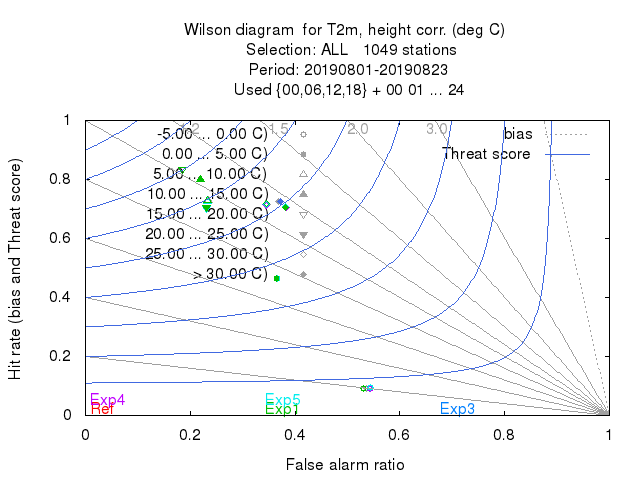 Wilson diagram for T2m, height corr. (deg C)
Selection: ALL 1049 stations
Period: 20190801-20190823
Used {00,06,12,18} + 00 01 ... 24
1
0.8
0.6
0.4
0.2
0
Hit rate (bias and Threat score)
1.5
2.0
3.0
bias
Threat score
-5.00 ... 0.00 C)
0.00 ... 5.00 C)
5.00 ... 10.00 C)
10.00 ... 15.00 C)
15.00 ... 20.00 C)
20.00 ... 25.00 C)
25.00 ... 30.00 C)
> 30.00 C)
Exp4
Ref
Exp5
Exp1
Exp3
0 0.2 0.4 0.6 0.8 1
False alarm ratio